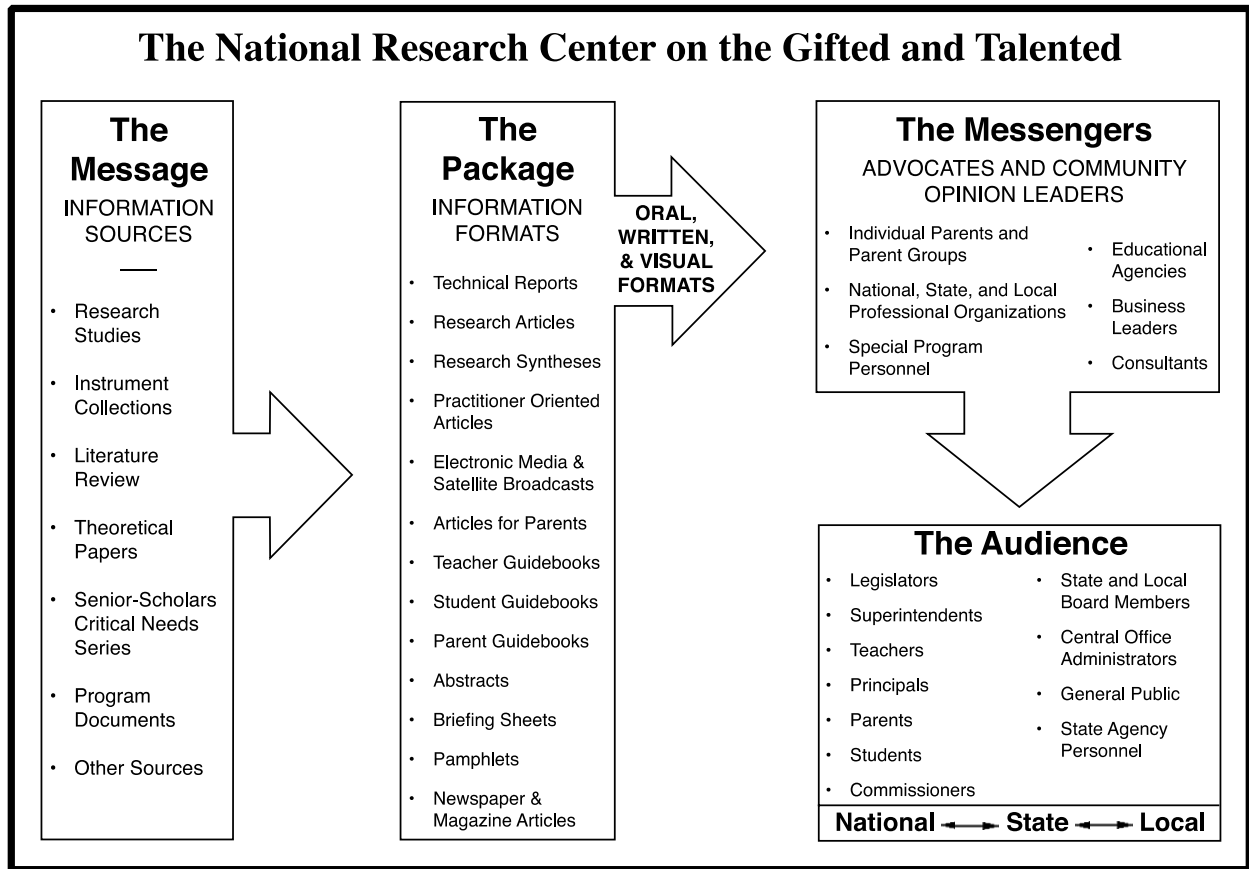 The National Research Center on the Gifted and Talented
The
Message
INFORMATION
SOURCES
• Research
Studies
• Instrument
Collections
• Literature
Review
• Theoretical
Papers
• Senior-Scholars
Critical Needs
Series
• Program
Documents
• Other Sources
The
Package
INFORMATION
FORMATS
• Technical Reports
• Research Articles
• Research Syntheses
• Practitioner Oriented
Articles
• Electronic Media &
Satellite Broadcasts
• Articles for Parents
• Teacher Guidebooks
• Student Guidebooks
• Parent Guidebooks
• Abstracts
• Briefing Sheets
• Pamphlets
• Newspaper &
Magazine Articles
ORAL,
WRITTEN,
& VISUAL
FORMATS
The Messengers
ADVOCATES AND COMMUNITY
OPINION LEADERS
• Individual Parents and
Parent Groups
• National, State, and Local
Professional Organizations
• Special Program
Personnel
• Educational
Agencies
• Business
Leaders
• Consultants
The Audience
• Legislators
• Superintendents
• Teachers
• Principals
• Parents
• Students
• Commissioners
• State and Local
Board Members
• Central Office
Administrators
• General Public
• State Agency
Personnel
National ↔ State ↔ Local